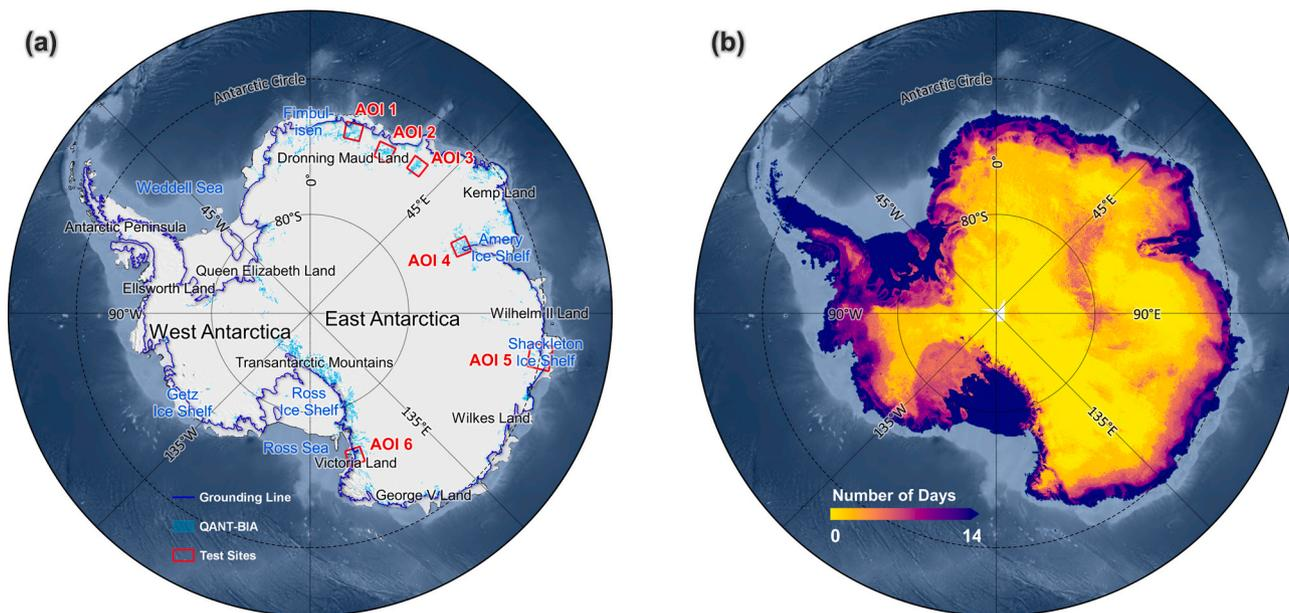 (a)
Antarctic Circle
Fimbul-
isen
AOI 1
AOI 2
Dronning Maud Land
AOI 3
0°
Weddell Sea
45°W
80°S
45°E
Kemp Land
Antarctic Peninsula
AOI 4
Amery
Ice Shelf
Queen Elizabeth Land
Ellsworth Land
90°W
West Antarctica
East Antarctica
Wilhelm II Land
Shackleton
Ice Shelf
AOI 5
Transantarctic Mountains
Getz
Ice Shelf
Ross
Ice Shelf
135°E
Wilkes Land
135°W
Ross Sea
AOI 6
Victoria Land
George V Land
Grounding Line
QANT-BIA
Test Sites
(b)
Antarctic Circle
0°
45°W
80°S
45°E
90°W
90°E
135°W
135°E
Number of Days
0
14